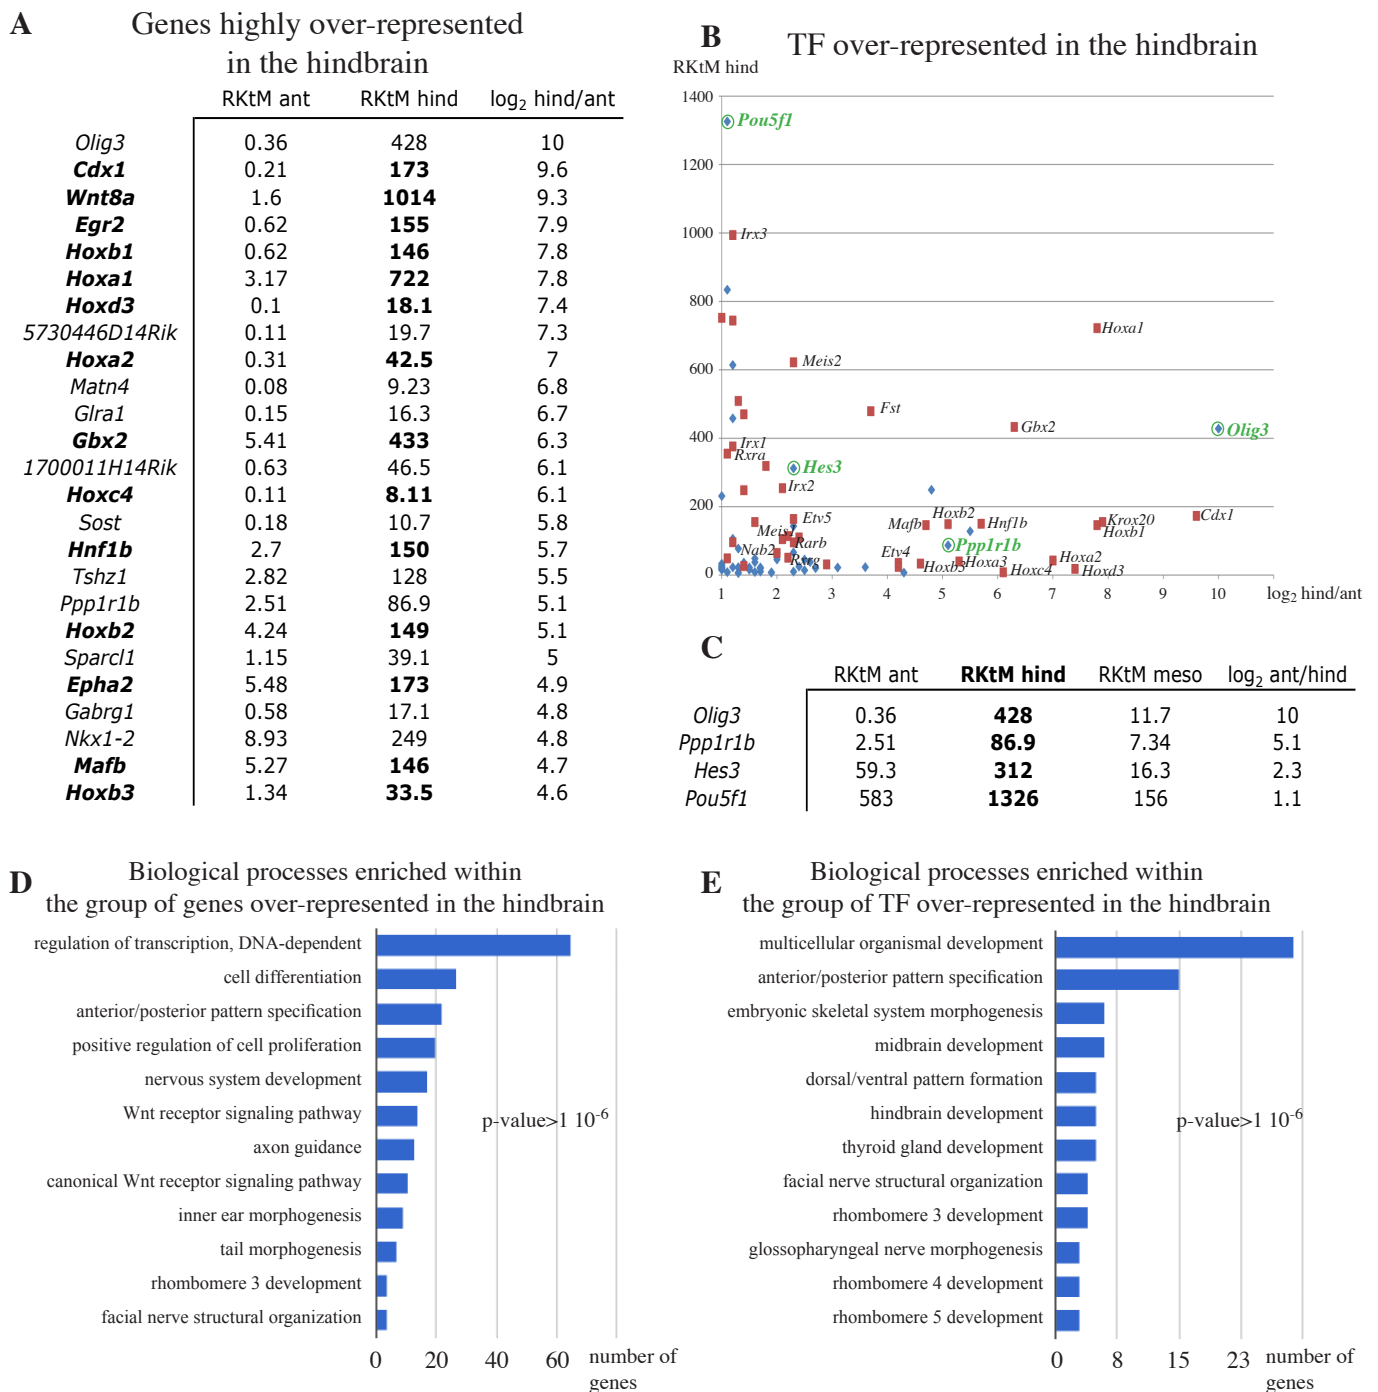 A
Genes highly over-represented
in the hindbrain
RKtM ant RKtM hind log2 hind/ant
Olig3 0.36 428 10
Cdx1 0.21 173 9.6
Wnt8a 1.6 1014 9.3
Egr2 0.62 155 7.9
Hoxb1 0.62 146 7.8
Hoxa1 3.17 722 7.8
Hoxd3 0.1 18.1 7.4
5730446D14Rik 0.11 19.7 7.3
Hoxa2 0.31 42.5 7
Matn4 0.08 9.23 6.8
Glra1 0.15 16.3 6.7
Gbx2 5.41 433 6.3
1700011H14Rik 0.63 46.5 6.1
Hoxc4 0.11 8.11 6.1
Sost 0.18 10.7 5.8
Hnf1b 2.7 150 5.7
Tshz1 2.82 128 5.5
Ppp1r1b 2.51 86.9 5.1
Hoxb2 4.24 149 5.1
Sparcl1 1.15 39.1 5
Epha2 5.48 173 4.9
Gabrg1 0.58 17.1 4.8
Nkx1-2 8.93 249 4.8
Mafb 5.27 146 4.7
Hoxb3 1.34 33.5 4.6
B
TF over-represented in the hindbrain
RKtM hind
1400
Pou5f1
1200
1000
Irx3
800
Hoxa1
Meis2
600
Fst
Gbx2
400
Olig3
Irx1
Rxra
Hes3
Irx2
200
Etv5
Meis1
Mafb
Hoxb2
Hnf1b
Krox20
Hoxb1
Cdx1
Nab2
Rarb
Rarg
Ppp1r1b
Etv4
Hoxb3
Hoxa3
Hoxc4
Hoxa2
Hoxd3
0
1 2 3 4 5 6 7 8 9 10 log2 hind/ant
C
RKtM ant RKtM hind RKtM meso log2 ant/hind
Olig3 0.36 428 11.7 10
Ppp1r1b 2.51 86.9 7.34 5.1
Hes3 59.3 312 16.3 2.3
Pou5f1 583 1326 156 1.1
D
Biological processes enriched within
the group of genes over-represented in the hindbrain
regulation of transcription, DNA-dependent
cell differentiation
anterior/posterior pattern specification
positive regulation of cell proliferation
nervous system development
Wnt receptor signaling pathway
axon guidance
canonical Wnt receptor signaling pathway
inner ear morphogenesis
tail morphogenesis
rhombomere 3 development
facial nerve structural organization
p-value>1 10-6
0 20 40 60 number of
genes
E
Biological processes enriched within
the group of TF over-represented in the hindbrain
multicellular organismal development
anterior/posterior pattern specification
embryonic skeletal system morphogenesis
midbrain development
dorsal/ventral pattern formation
hindbrain development
thyroid gland development
facial nerve structural organization
rhombomere 3 development
glossopharyngeal nerve morphogenesis
rhombomere 4 development
rhombomere 5 development
p-value>1 10-6
0 8 15 23 number of
genes